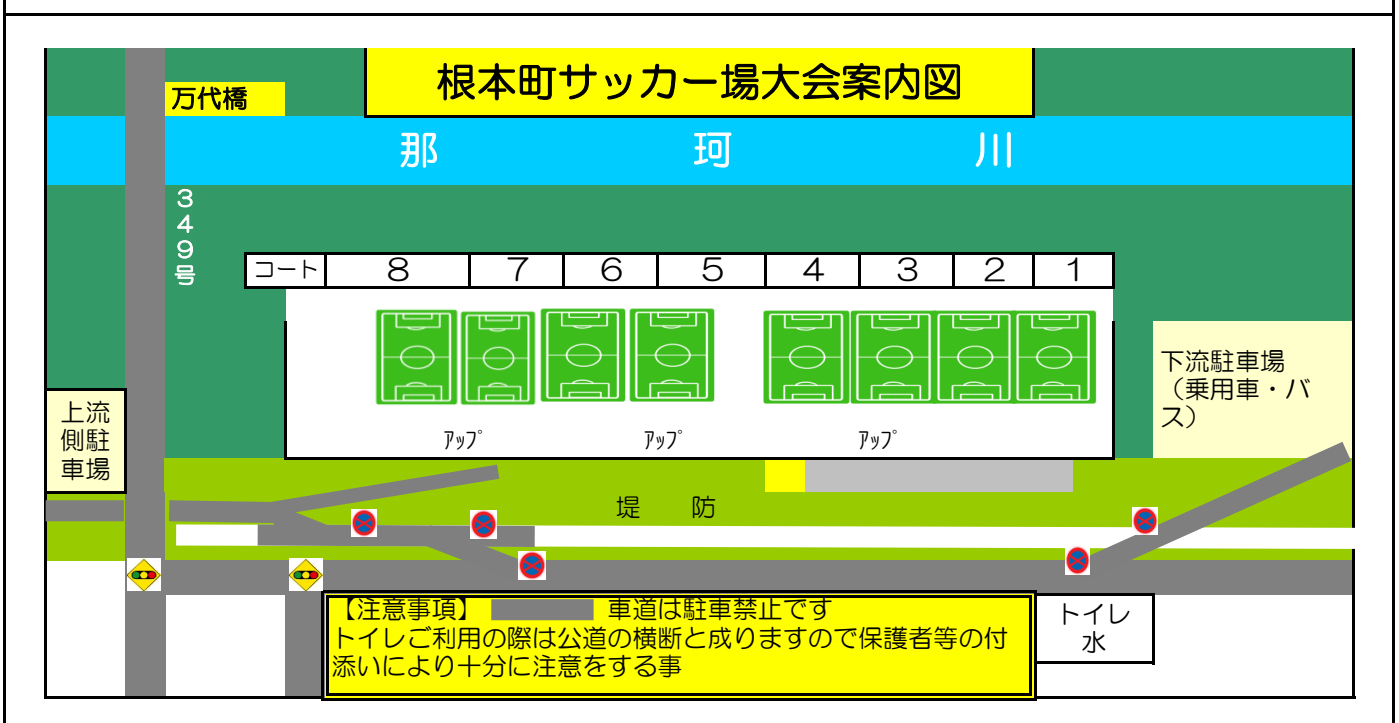 根本町サッカー場大会案内図
万代橋
那 珂 川
３４９号
コート 8 7 6 5 4 3 2 1
下流駐車場
（乗用車・バ
ス）
上流
側駐
車場
ｱｯﾌﾟ ｱｯﾌﾟ ｱｯﾌﾟ
堤 防
【注意事項】 車道は駐車禁止です
トイレご利用の際は公道の横断と成りますので保護者等の付
添いにより十分に注意をする事
トイレ
水